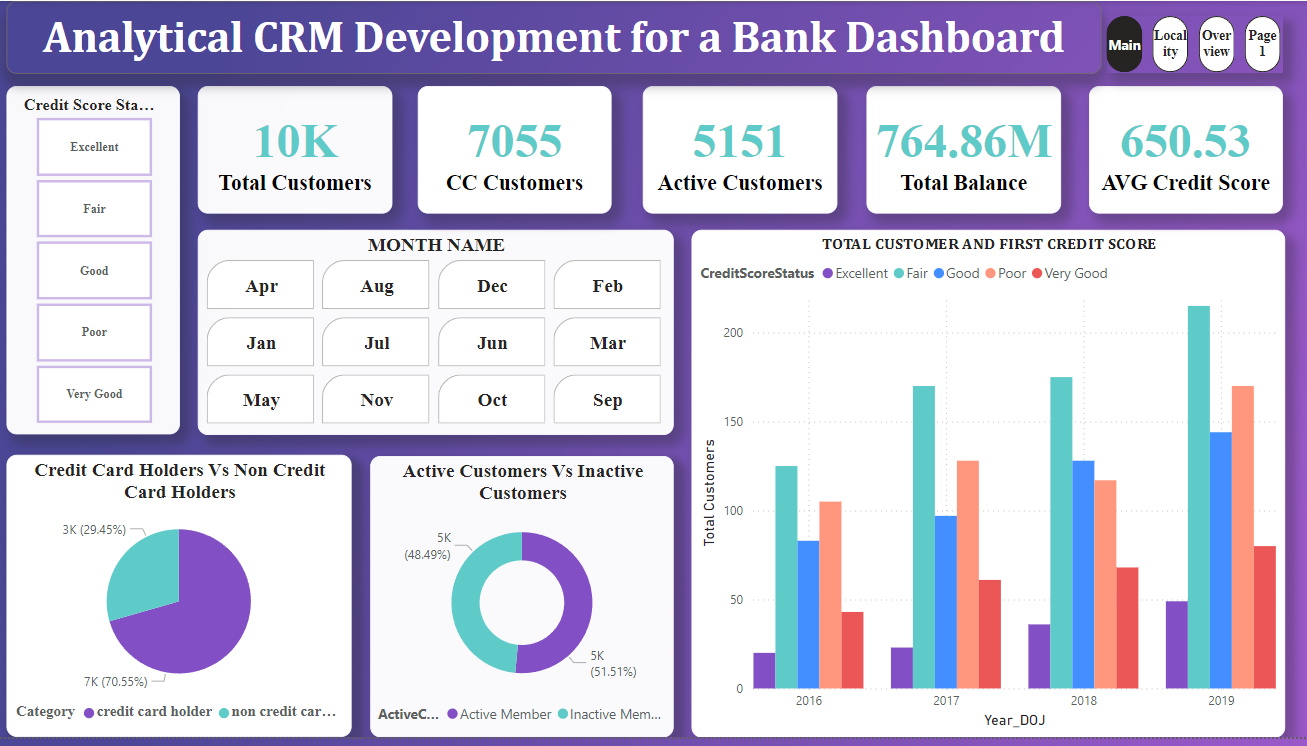 Analytical CRM Development for a Bank Dashboard
Main
Local
ity
Over
view
Page
1
Credit Score Sta...
Excellent
Fair
Good
Poor
Very Good
10K
Total Customers
7055
CC Customers
5151
Active Customers
764.86M
Total Balance
650.53
AVG Credit Score
MONTH NAME
Apr Aug Dec Feb
Jan Jul Jun Mar
May Nov Oct Sep
TOTAL CUSTOMER AND FIRST CREDIT SCORE
CreditScoreStatus Excellent Fair Good Poor Very Good
Total Customers
200
150
100
50
0
2016 2017 2018 2019
Year_DOJ
Credit Card Holders Vs Non Credit
Card Holders
3K (29.45%)
7K (70.55%)
Category credit card holder non credit car...
Active Customers Vs Inactive
Customers
5K
(48.49%)
5K
(51.51%)
ActiveC... Active Member Inactive Mem...